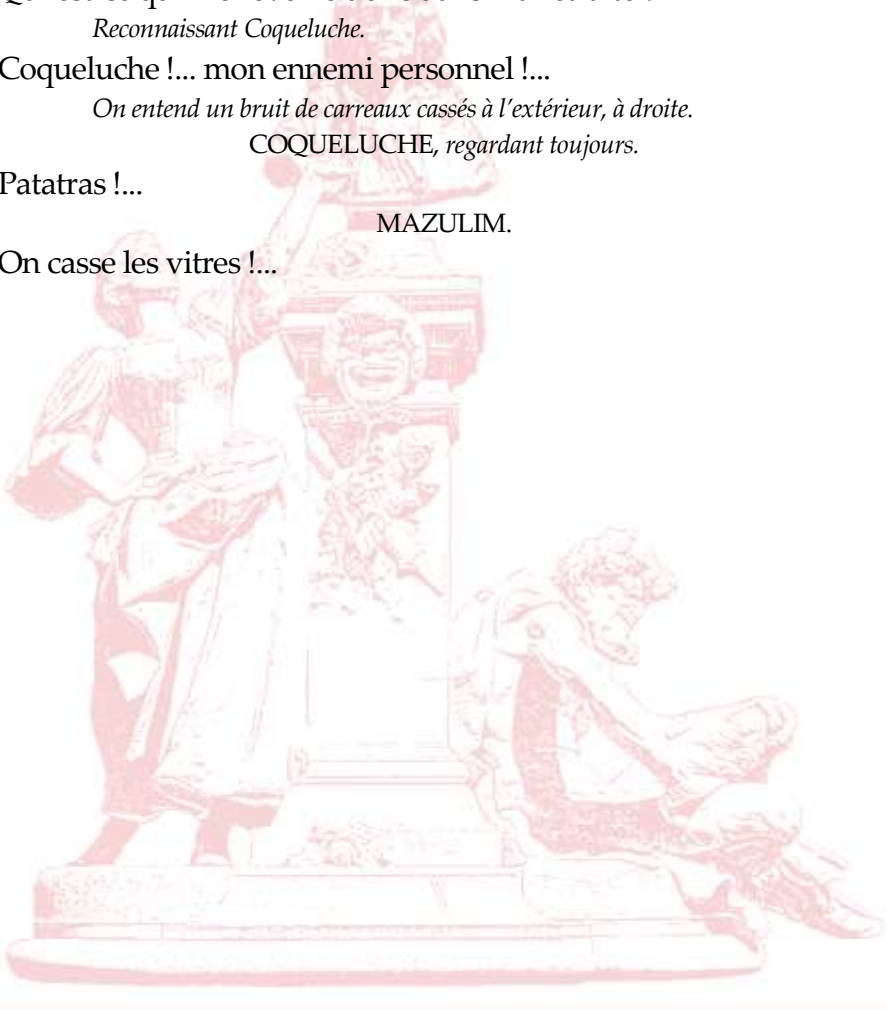 Reconnaissant Coqueluche.
Coqueluche !... mon ennemi personnel !...
On entend un bruit de carreaux cassés à l’extérieur, à droite.
COQUELUCHE, regardant toujours.
Patatras !...
MAZULIM.
On casse les vitres !...